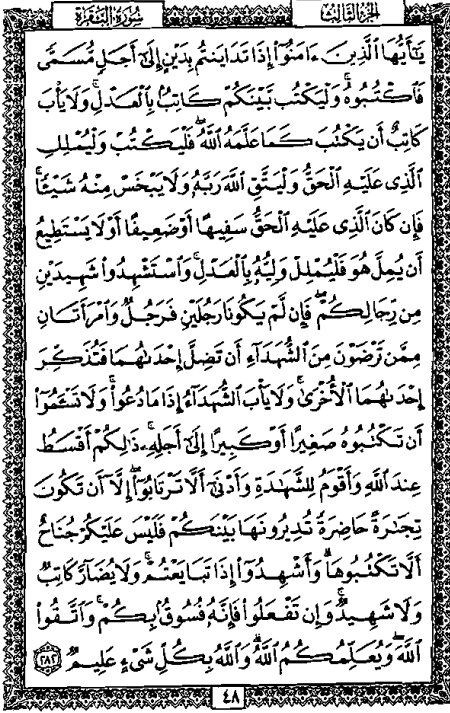 الجزء الثالث
سورة البقرة
يَٰٓأَيُّهَا ٱلَّذِينَ ءَامَنُوٓا۟ إِذَا تَدَايَنتُم بِدَيْنٍ إِلَىٰٓ أَجَلٍ مُّسَمًّى
فَٱكْتُبُوهُ ۚ وَلْيَكْتُب بَّيْنَكُمْ كَاتِبٌۢ بِٱلْعَدْلِ ۚ وَلَا يَأْبَ
كَاتِبٌ أَن يَكْتُبَ كَمَا عَلَّمَهُ ٱللَّهُ ۚ فَلْيَكْتُبْ وَلْيُمْلِلِ
ٱلَّذِى عَلَيْهِ ٱلْحَقُّ وَلْيَتَّقِ ٱللَّهَ رَبَّهُۥ وَلَا يَبْخَسْ مِنْهُ شَيْـًٔا ۚ
فَإِن كَانَ ٱلَّذِى عَلَيْهِ ٱلْحَقُّ سَفِيهًا أَوْ ضَعِيفًا أَوْ لَا يَسْتَطِيعُ
أَن يُمِلَّ هُوَ فَلْيُمْلِلْ وَلِيُّهُۥ بِٱلْعَدْلِ ۚ وَٱسْتَشْهِدُوا۟ شَهِيدَيْنِ
مِن رِّجَالِكُمْ ۖ فَإِن لَّمْ يَكُونَا رَجُلَيْنِ فَرَجُلٌ وَٱمْرَأَتَانِ
مِمَّن تَرْضَوْنَ مِنَ ٱلشُّهَدَآءِ أَن تَضِلَّ إِحْدَىٰهُمَا فَتُذَكِّرَ
إِحْدَىٰهُمَا ٱلْأُخْرَىٰ ۚ وَلَا يَأْبَ ٱلشُّهَدَآءُ إِذَا مَا دُعُوا۟ ۚ وَلَا تَسْـَٔمُوٓا۟
أَن تَكْتُبُوهُ صَغِيرًا أَوْ كَبِيرًا إِلَىٰٓ أَجَلِهِۦ ۚ ذَٰلِكُمْ أَقْسَطُ
عِندَ ٱللَّهِ وَأَقْوَمُ لِلشَّهَٰدَةِ وَأَدْنَىٰٓ أَلَّا تَرْتَابُوٓا۟ ۖ إِلَّآ أَن تَكُونَ
تِجَٰرَةً حَاضِرَةً تُدِيرُونَهَا بَيْنَكُمْ فَلَيْسَ عَلَيْكُمْ جُنَاحٌ
أَلَّا تَكْتُبُوهَا ۗ وَأَشْهِدُوٓا۟ إِذَا تَبَايَعْتُمْ ۚ وَلَا يُضَآرَّ كَاتِبٌ
وَلَا شَهِيدٌ ۚ وَإِن تَفْعَلُوا۟ فَإِنَّهُۥ فُسُوقٌۢ بِكُمْ ۗ وَٱتَّقُوا۟
ٱللَّهَ ۖ وَيُعَلِّمُكُمُ ٱللَّهُ ۗ وَٱللَّهُ بِكُلِّ شَىْءٍ عَلِيمٌ ٢٨٢
٤٨